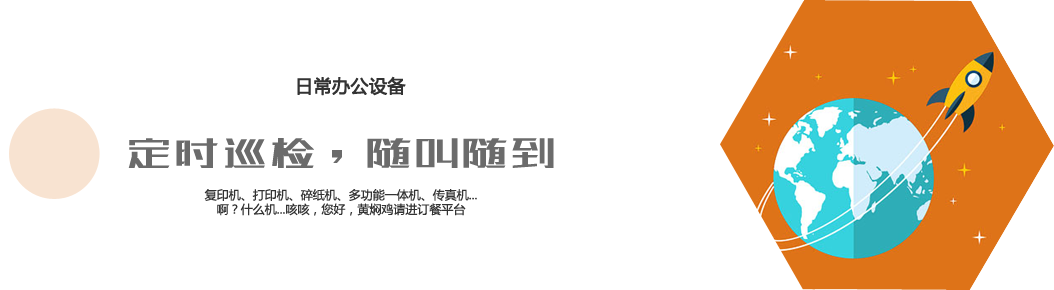 日常办公设备
定时巡检，随叫随到
复印机、打印机、碎纸机、多功能一体机、传真机...
啊？什么机...咳咳，您好，黄焖鸡请进订餐平台